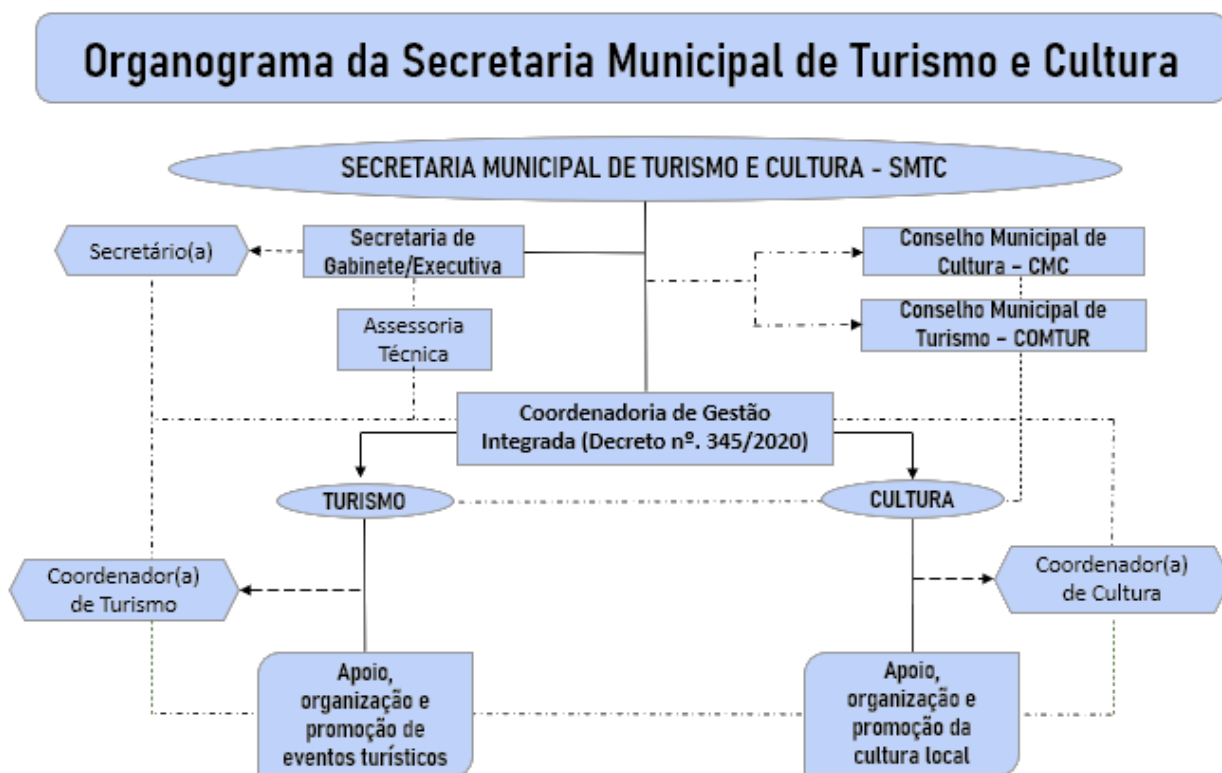 Organograma da Secretaria Municipal de Turismo e Cultura
SECRETARIA MUNICIPAL DE TURISMO E CULTURA - SMTC
Secretário(a)
Secretaria de
Gabinete/Executiva
Conselho Municipal de
Cultura – CMC
Assessoria
Técnica
Conselho Municipal de
Turismo – COMTUR
Coordenadoria de Gestão
Integrada (Decreto nº. 345/2020)
TURISMO
CULTURA
Coordenador(a)
de Turismo
Coordenador(a)
de Cultura
Apoio,
organização e
promoção de
eventos turísticos
Apoio,
organização e
promoção da
cultura local